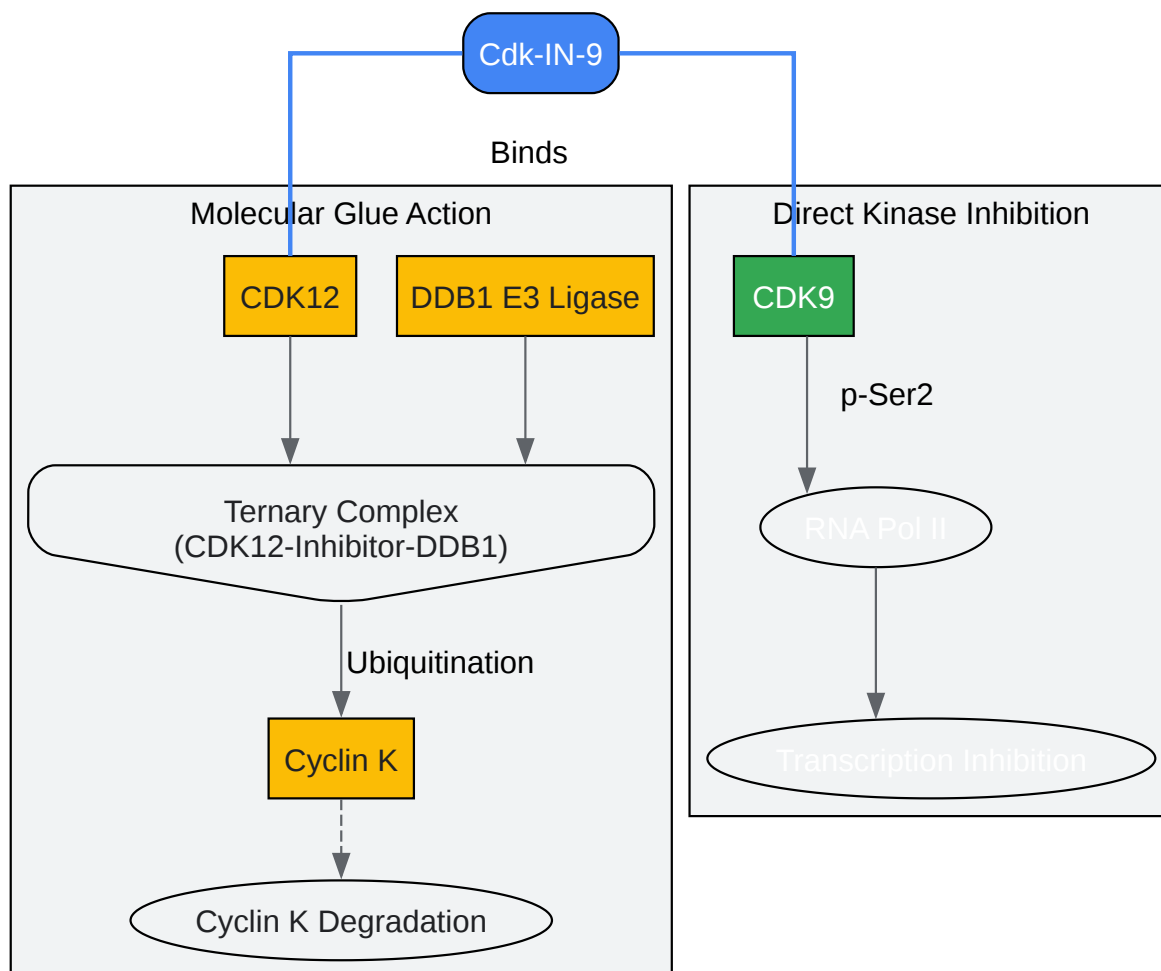 Cdk-IN-9
Binds
Molecular Glue Action
CDK12
DDB1 E3 Ligase
Ternary Complex
(CDK12-Inhibitor-DDB1)
Ubiquitination
Cyclin K
Cyclin K Degradation
Direct Kinase Inhibition
CDK9
p-Ser2
RNA Pol II
Transcription Inhibition